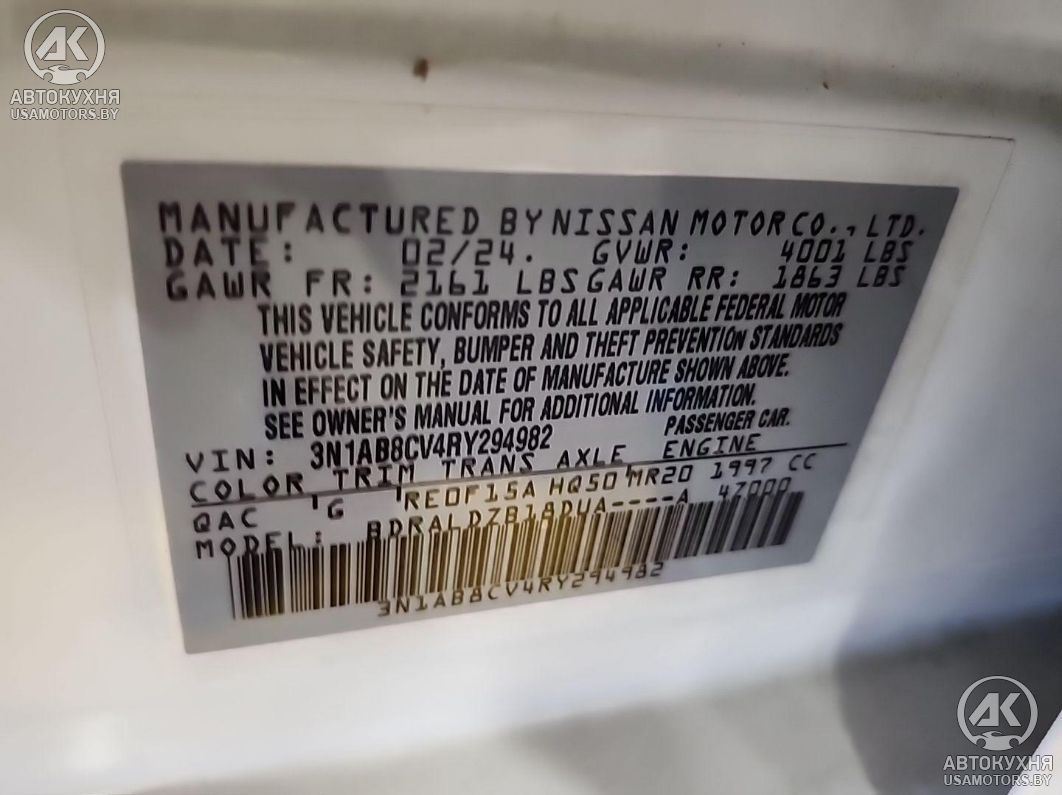 AK
АВТОКУХНЯ
USAMOTORS.BY
MANUFACTURED BY NISSAN MOTOR CO., LTD.
DATE: 02/24. GVWR: 4001 LBS
GAWR FR: 2161 LBS GAWR RR: 1863 LBS
THIS VEHICLE CONFORMS TO ALL APPLICABLE FEDERAL MOTOR
VEHICLE SAFETY, BUMPER AND THEFT PREVENTION STANDARDS
IN EFFECT ON THE DATE OF MANUFACTURE SHOWN ABOVE.
SEE OWNER'S MANUAL FOR ADDITIONAL INFORMATION.
VIN: 3N1AB8CV4RY294982 PASSENGER CAR.
COLOR TRIM TRANS AXLE ENGINE
QAC G RE0F15A HQ50 MR20 1997 CC
MODEL: BDRALDZB18DUA----A 47000
3N1AB8CV4RY294982
AK
АВТОКУХНЯ
USAMOTORS.BY